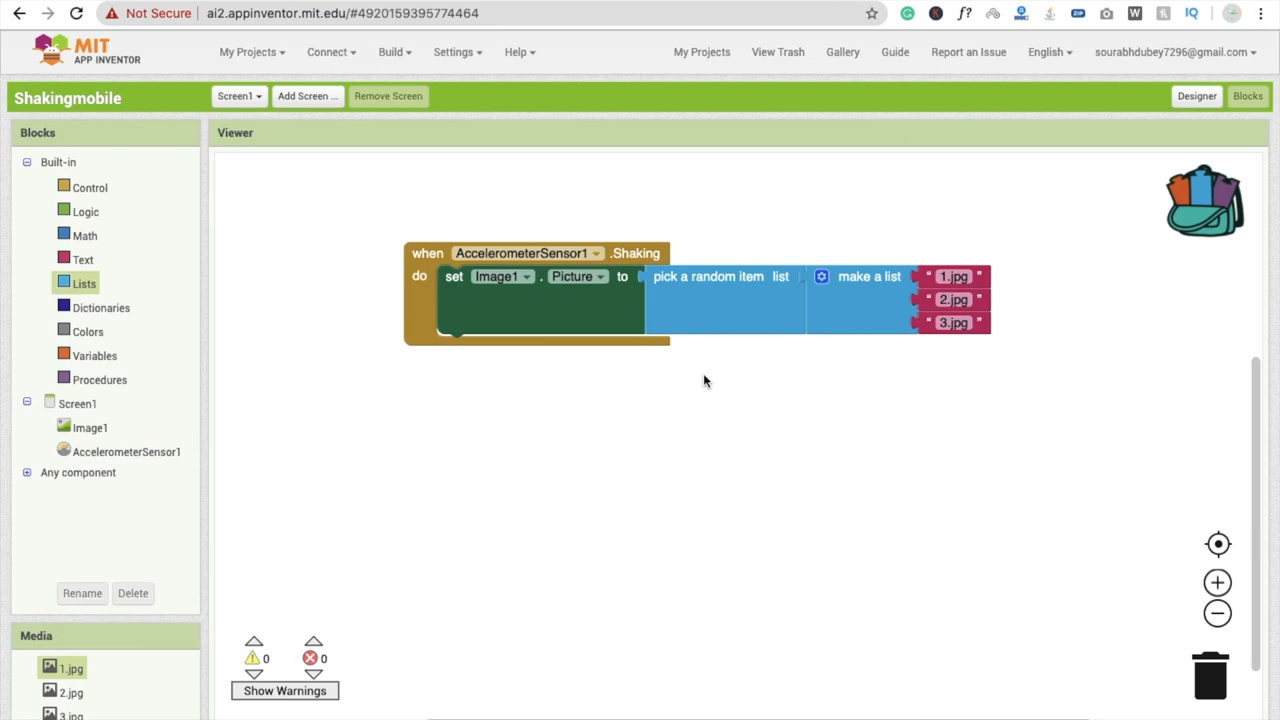 Not Secure ai2.appinventor.mit.edu/#4920159395774464
MIT APP INVENTOR
My Projects Connect Build Settings Help My Projects View Trash Gallery Guide Report an Issue English sourabhdubey7296@gmail.com
Shakingmobile Screen1 Add Screen ... Remove Screen Designer Blocks
Blocks
Viewer
Built-in
Control
Logic
Math
Text
Lists
Dictionaries
Colors
Variables
Procedures
Screen1
Image1
AccelerometerSensor1
Any component
Rename Delete
Media
1.jpg
2.jpg
3.jpg
when AccelerometerSensor1 .Shaking
do set Image1 . Picture to pick a random item list make a list “ 1.jpg ”
“ 2.jpg ”
“ 3.jpg ”
0 0
Show Warnings